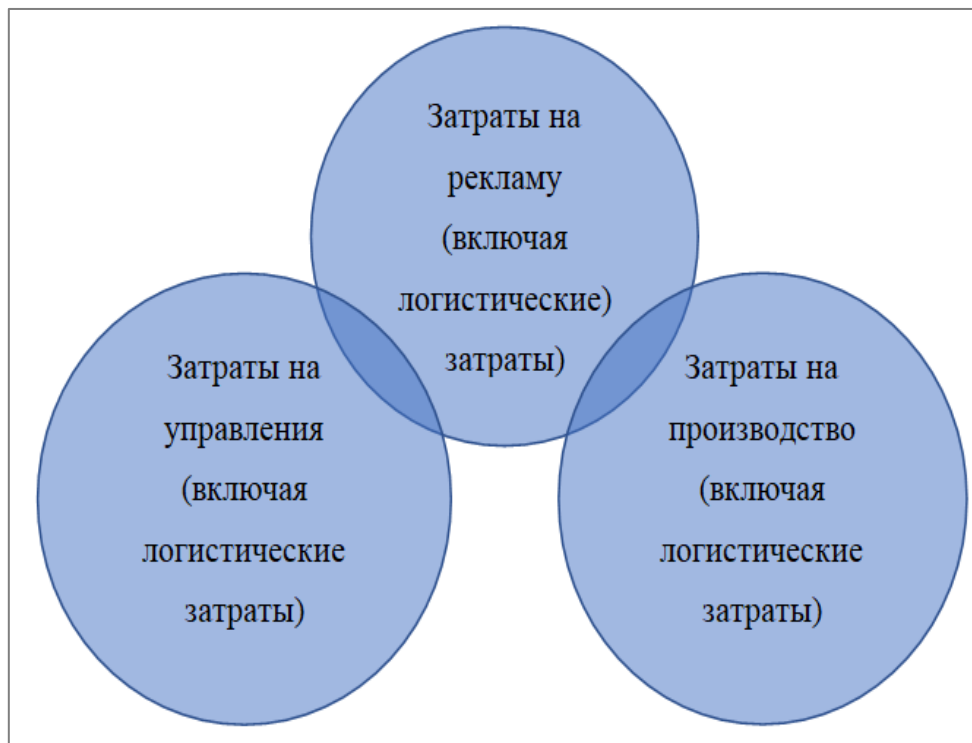 Затраты на
рекламу
(включая
логистические)
затраты)
Затраты на
управления
(включая
логистические
затраты)
Затраты на
производство
(включая
логистические
затраты)